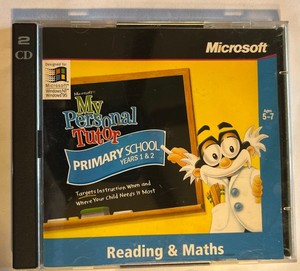 2
CD
Designed for
Microsoft
Windows NT
Windows 95
Microsoft
Microsoft
My
Personal
Tutor
PRIMARY SCHOOL
YEARS 1 & 2
Targets Instruction When and
Where Your Child Needs It Most
Ages
5-7
Reading & Maths